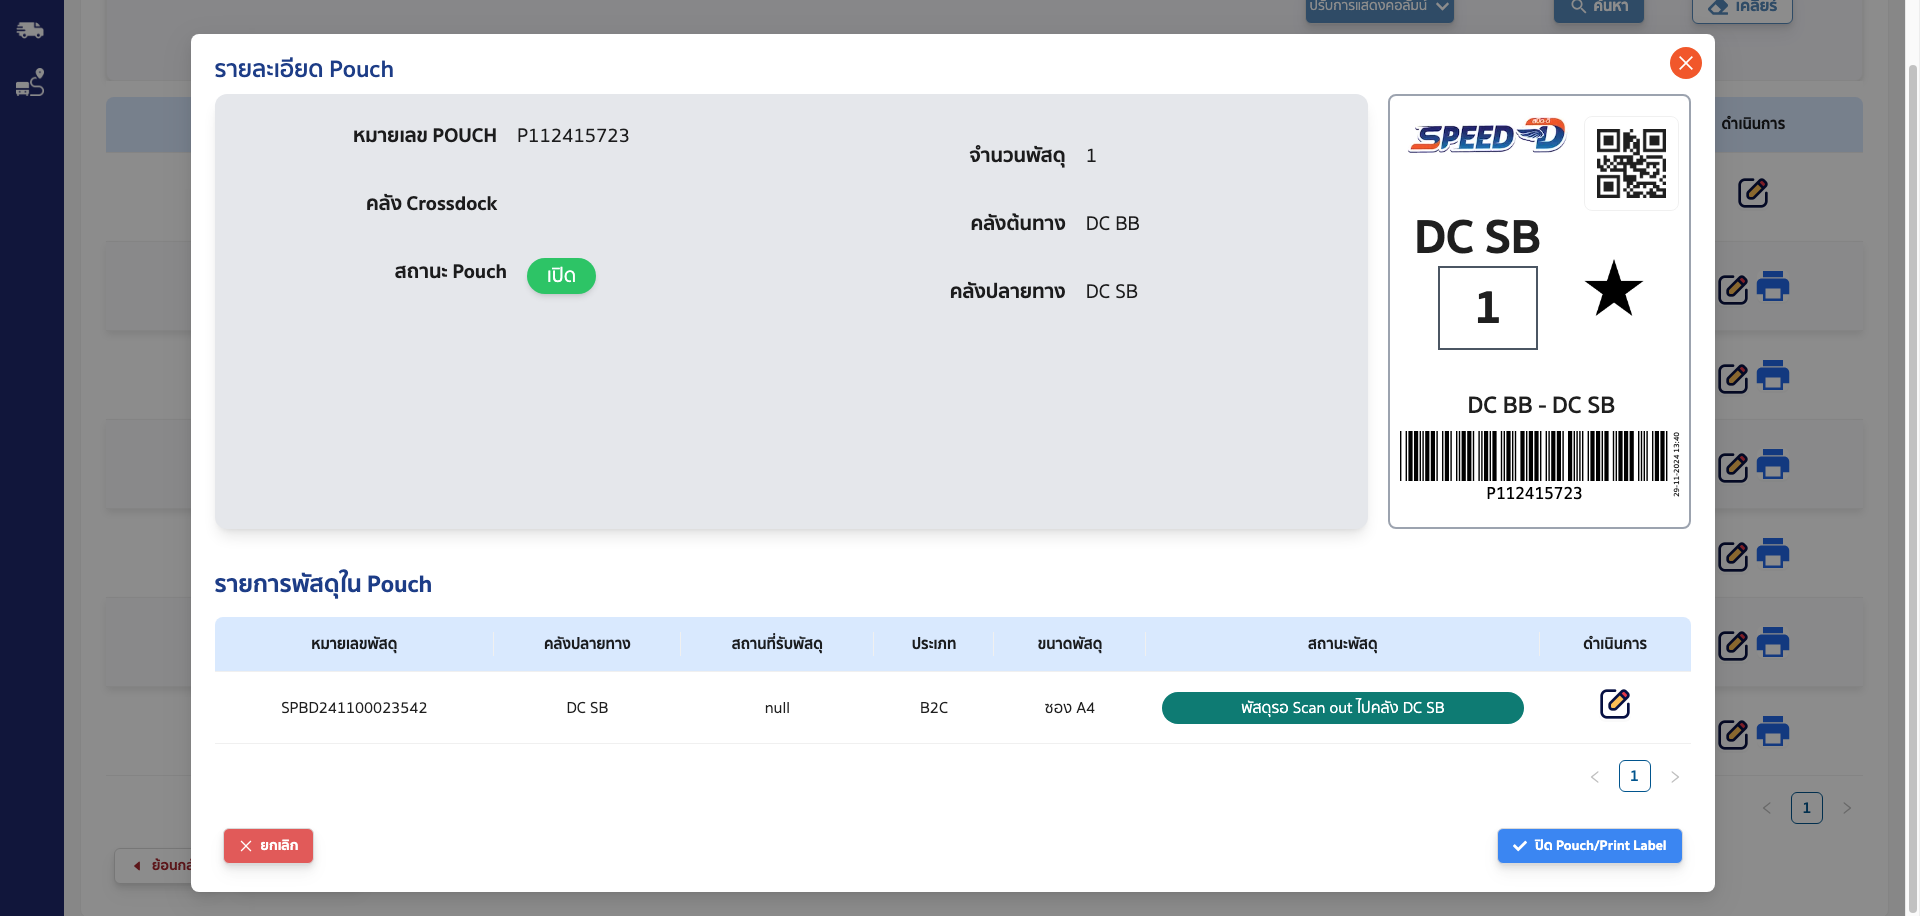 ปรับการแสดงคอลัมน์
ค้นหา
เคลียร์
รายละเอียด Pouch
หมายเลข POUCH P112415723
จำนวนพัสดุ 1
คลัง Crossdock
คลังต้นทาง DC BB
สถานะ Pouch เปิด
คลังปลายทาง DC SB
สปีด-ดี
SPEED-D
DC SB
1
DC BB - DC SB
P112415723
29-11-2024 13:40
ดำเนินการ
รายการพัสดุใน Pouch
หมายเลขพัสดุ คลังปลายทาง สถานที่รับพัสดุ ประเภท ขนาดพัสดุ สถานะพัสดุ ดำเนินการ
SPBD241100023542 DC SB null B2C ซอง A4 พัสดุรอ Scan out ไปคลัง DC SB
1
1
ยกเลิก
ปิด Pouch/Print Label